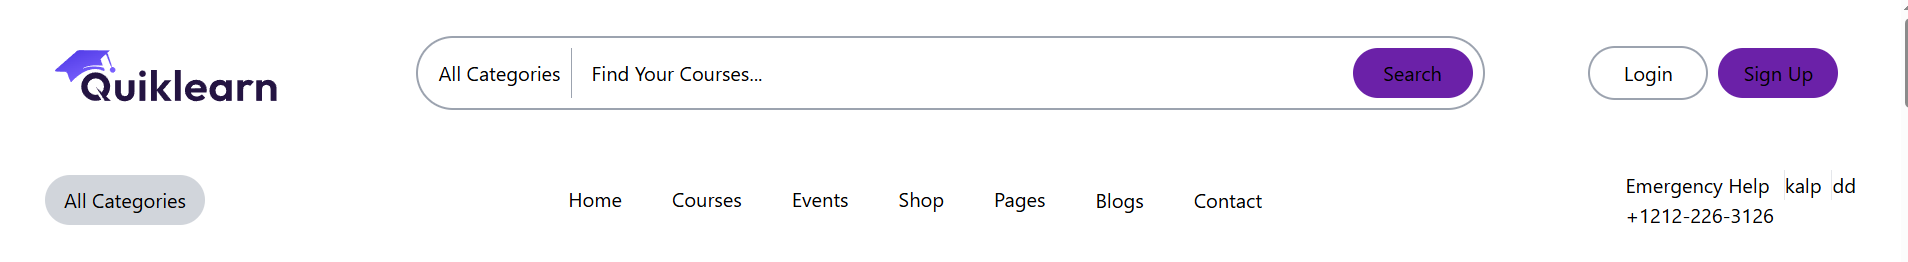 Quiklearn
All Categories Find Your Courses... Search
Login Sign Up
All Categories
Home Courses Events Shop Pages Blogs Contact
Emergency Help kalp dd
+1212-226-3126